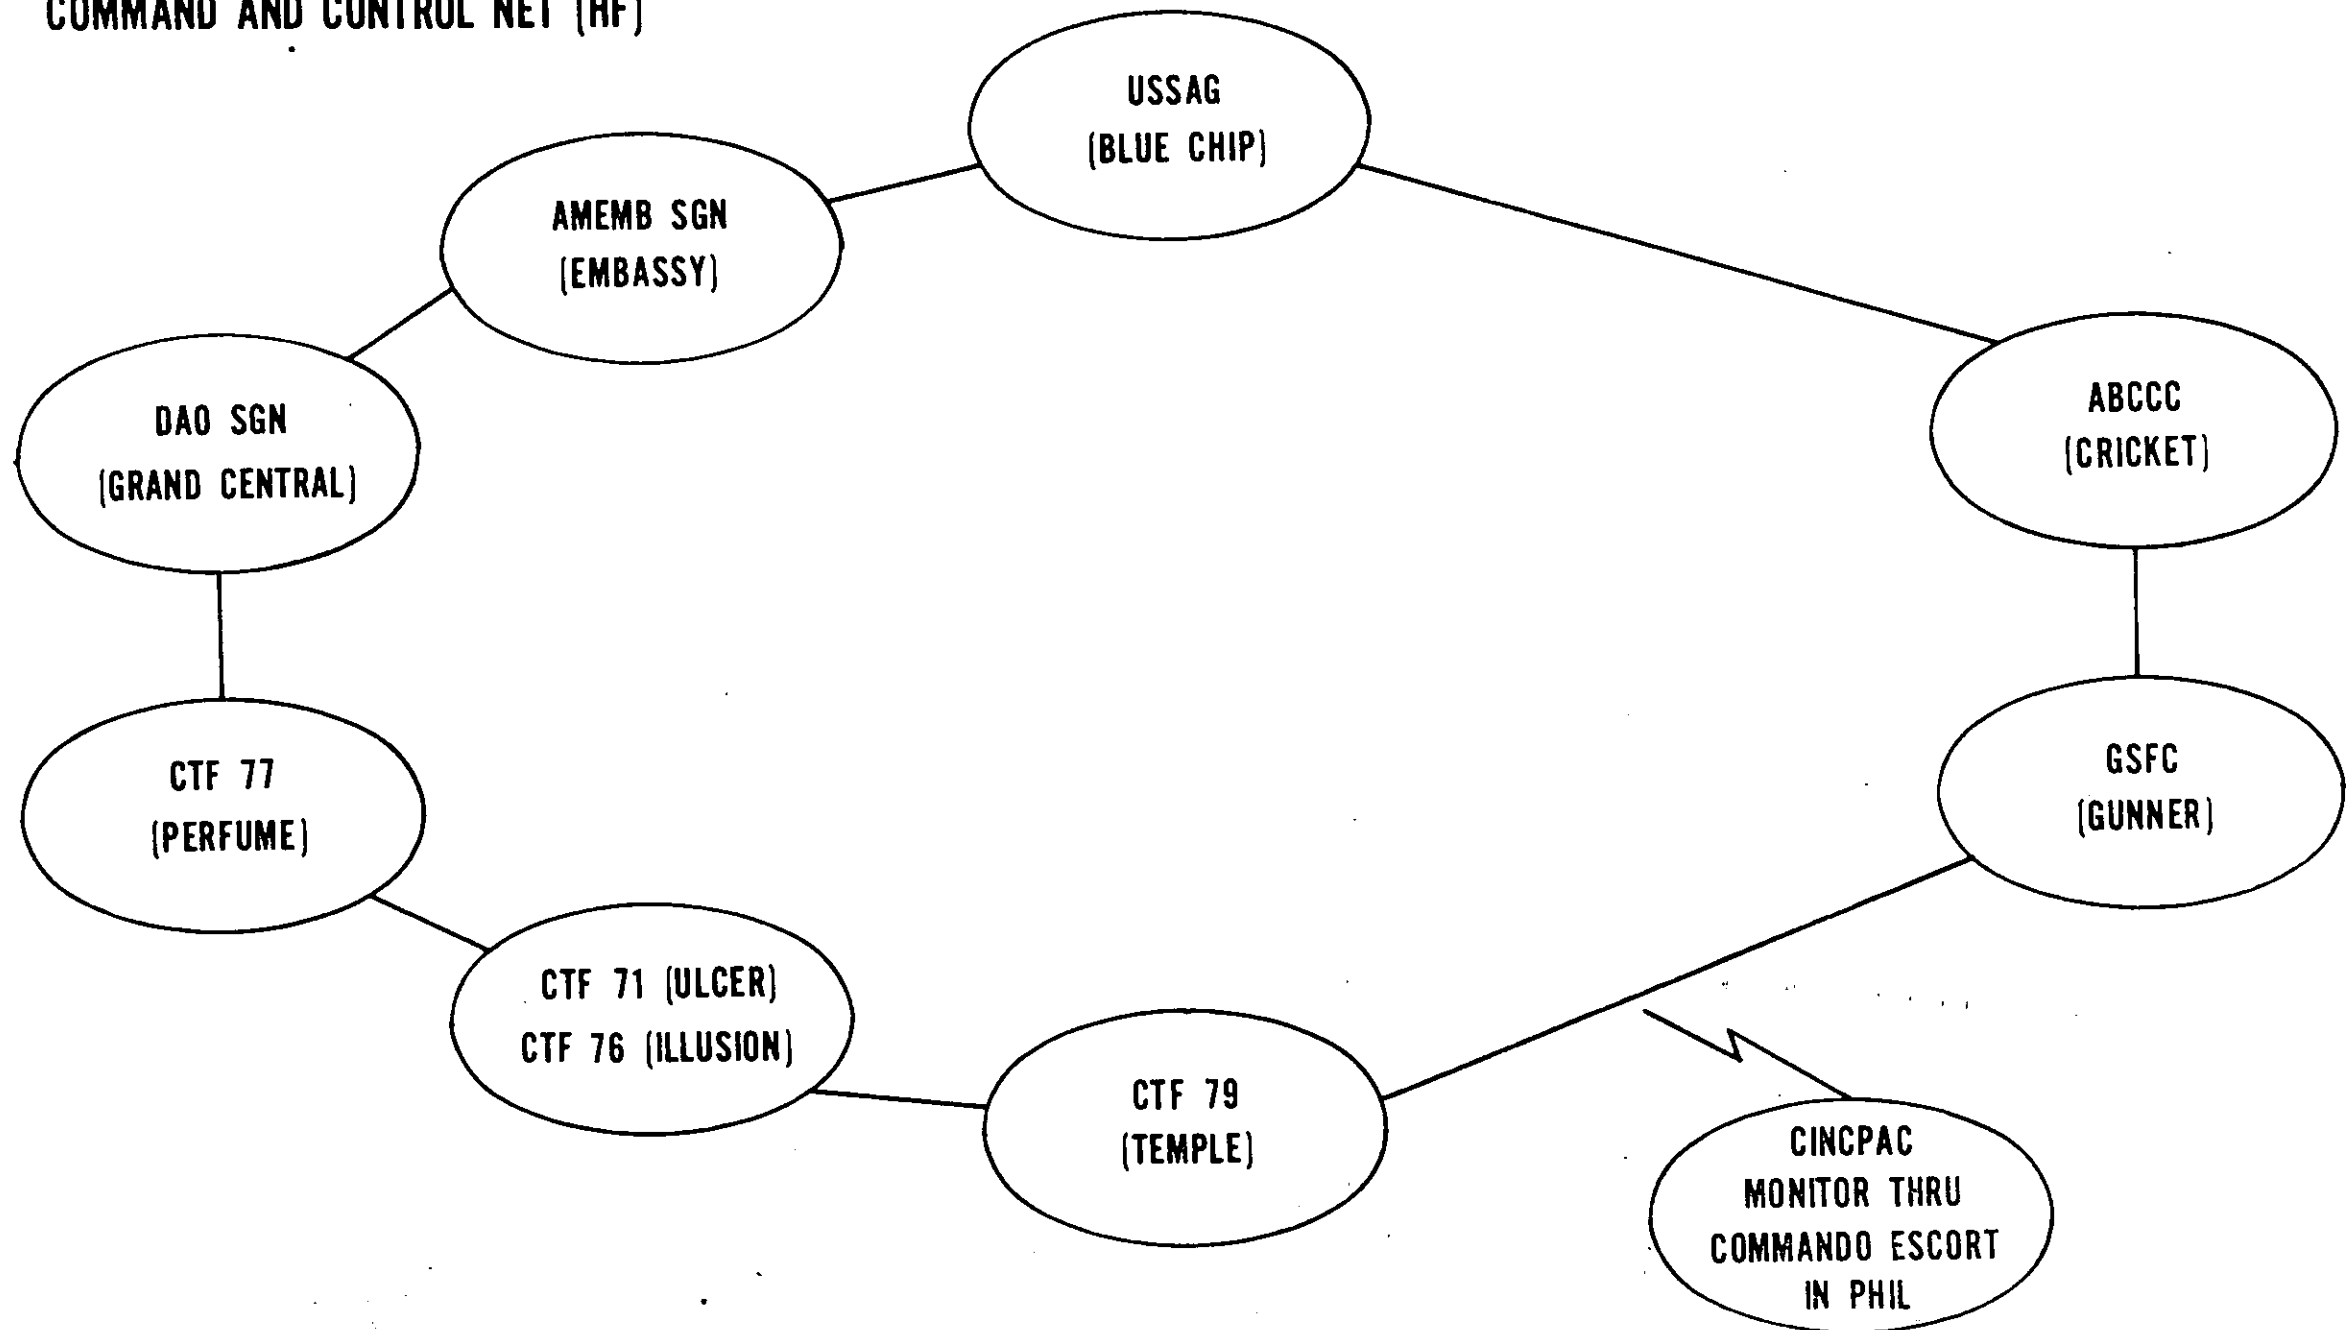 COMMAND AND CONTROL NET (HF)
USSAG
(BLUE CHIP)
AMEMB SGN
(EMBASSY)
ABCCC
(CRICKET)
DAO SGN
(GRAND CENTRAL)
GSFC
(GUNNER)
CTF 77
(PERFUME)
CTF 71 (ULCER)
CTF 76 (ILLUSION)
CTF 79
(TEMPLE)
CINCPAC
MONITOR THRU
COMMANDO ESCORT
IN PHIL